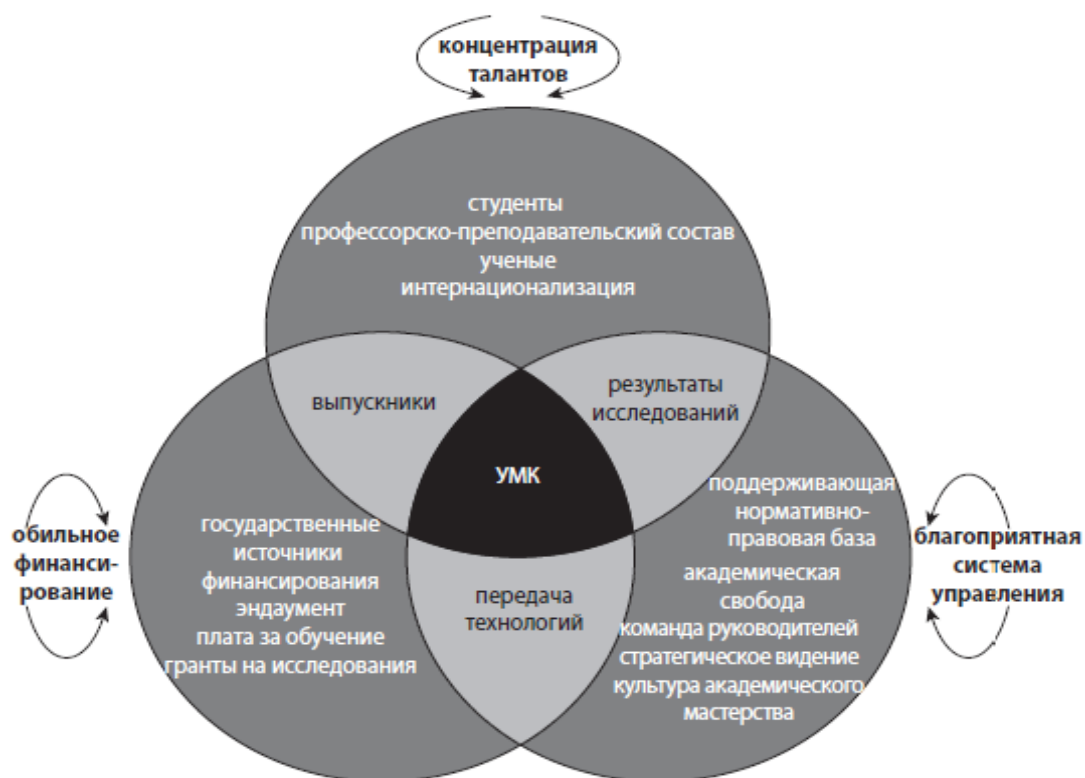 концентрация
талантов
студенты
профессорско-преподавательский состав
ученые
интернационализация
выпускники
результаты
исследований
УМК
обильное
финанси-
рование
государственные
источники
финансирования
эндаумент
плата за обучение
гранты на исследования
передача
технологий
поддерживающая
нормативно-
правовая база
академическая
свобода
команда руководителей
стратегическое видение
культура академического
мастерства
благоприятная
система
управления